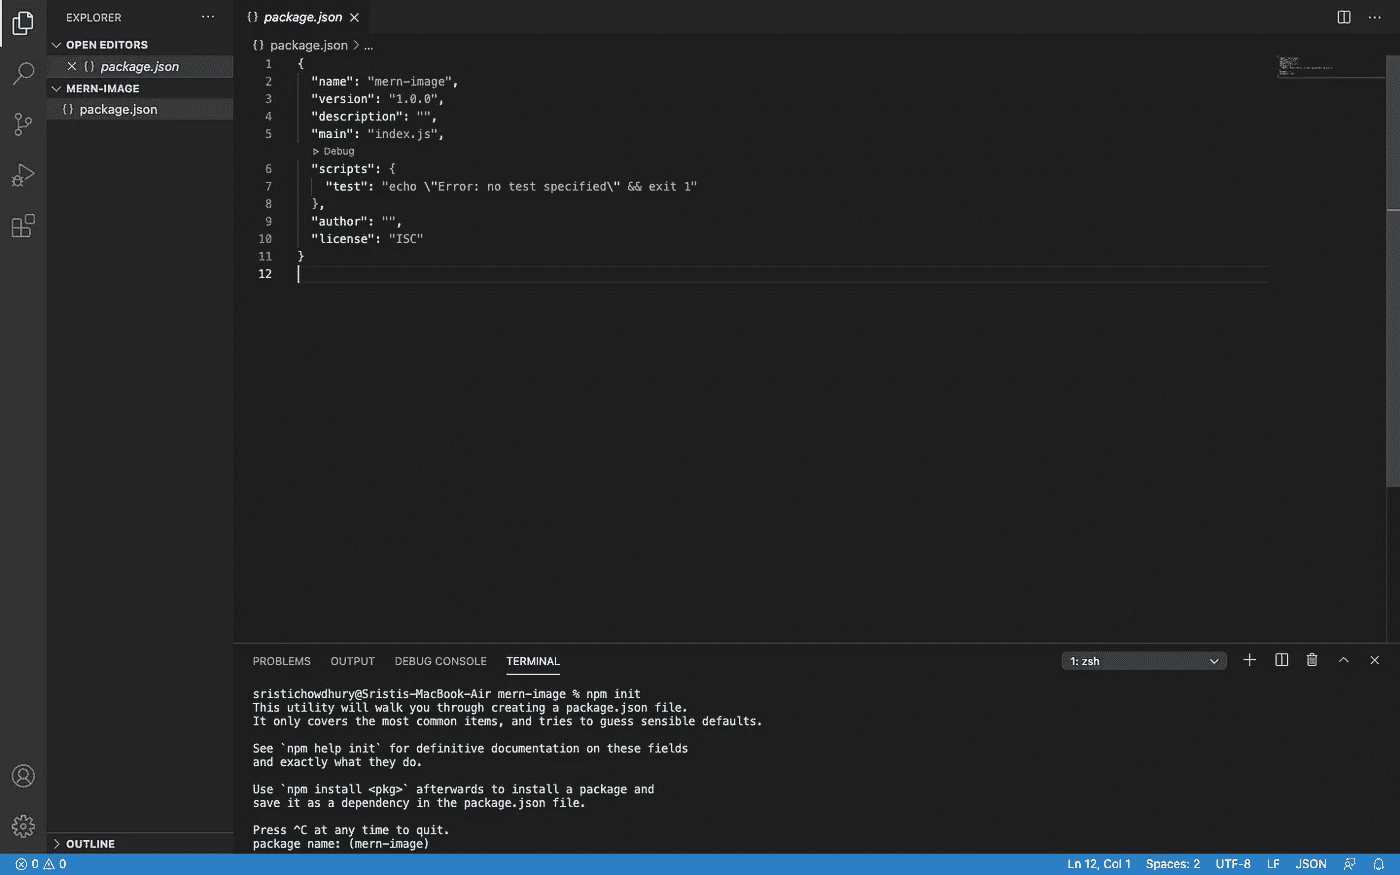 EXPLORER
OPEN EDITORS
package.json
MERN-IMAGE
package.json
OUTLINE
{} package.json
{} package.json > ...
1 {
2 "name": "mern-image",
3 "version": "1.0.0",
4 "description": "",
5 "main": "index.js",
Debug
6 "scripts": {
7 "test": "echo \"Error: no test specified\" && exit 1"
8 },
9 "author": "",
10 "license": "ISC"
11 }
12
PROBLEMS OUTPUT DEBUG CONSOLE TERMINAL 1: zsh
sristichowdhury@Sristis-MacBook-Air mern-image % npm init
This utility will walk you through creating a package.json file.
It only covers the most common items, and tries to guess sensible defaults.
See `npm help init` for definitive documentation on these fields
and exactly what they do.
Use `npm install <pkg>` afterwards to install a package and
save it as a dependency in the package.json file.
Press ^C at any time to quit.
package name: (mern-image)
0 0 Ln 12, Col 1 Spaces: 2 UTF-8 LF JSON